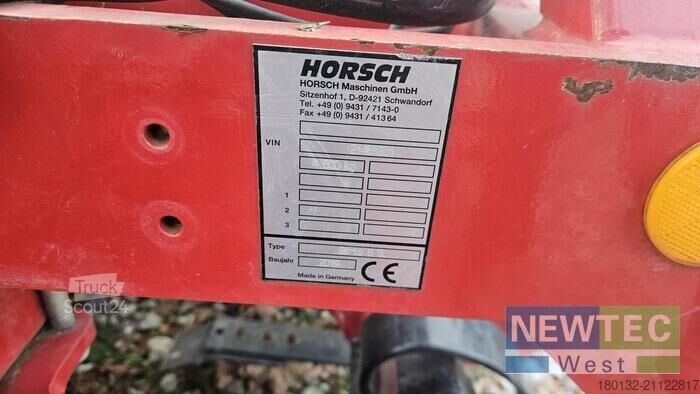 HORSCH
HORSCH Maschinen GmbH
Sitzenhof 1, D-92421 Schwandorf
Tel. +49 (0) 9431 / 7143-0
Fax +49 (0) 9431 / 41364
VIN
kg
1
2
3
Type
Baujahr
Made in Germany CE
Truck
Scout24
NEWTEC
West
180132-21122817